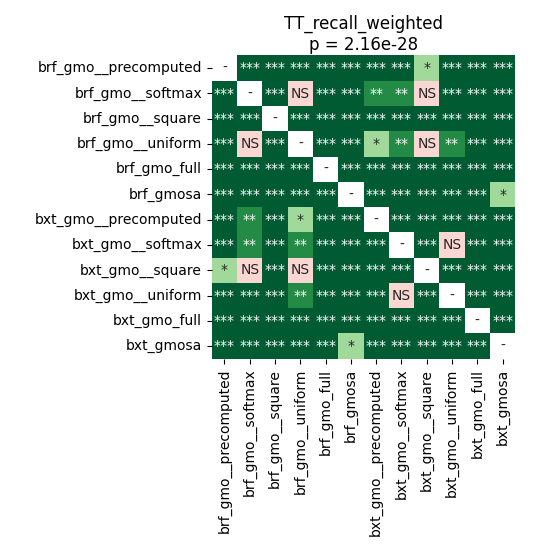 TT_recall_weighted
p = 2.16e-28
brf_gmo__precomputed - *** *** *** *** *** *** *** * *** *** ***
brf_gmo__softmax *** - *** NS *** *** ** ** NS *** *** ***
brf_gmo__square *** *** - *** *** *** *** *** *** *** *** ***
brf_gmo__uniform *** NS *** - *** *** * ** NS ** *** ***
brf_gmo_full *** *** *** *** - *** *** *** *** *** *** ***
brf_gmosa *** *** *** *** *** - *** *** *** *** *** *
bxt_gmo__precomputed *** ** *** * *** *** - *** *** *** *** ***
bxt_gmo__softmax *** ** *** ** *** *** *** - *** NS *** ***
bxt_gmo__square * NS *** NS *** *** *** *** - *** *** ***
bxt_gmo__uniform *** *** *** ** *** *** *** NS *** - *** ***
bxt_gmo_full *** *** *** *** *** *** *** *** *** *** - ***
bxt_gmosa *** *** *** *** *** * *** *** *** *** *** -
brf_gmo__precomputed
brf_gmo__softmax
brf_gmo__square
brf_gmo__uniform
brf_gmo_full
brf_gmosa
bxt_gmo__precomputed
bxt_gmo__softmax
bxt_gmo__square
bxt_gmo__uniform
bxt_gmo_full
bxt_gmosa